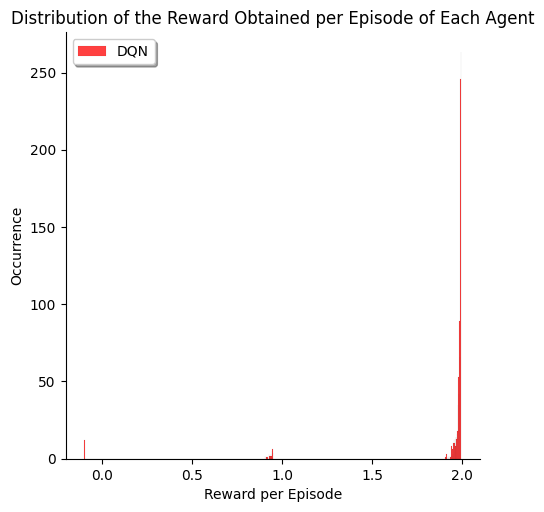 Distribution of the Reward Obtained per Episode of Each Agent
DQN
250
200
150
100
50
0
Occurrence
0.0 0.5 1.0 1.5 2.0
Reward per Episode